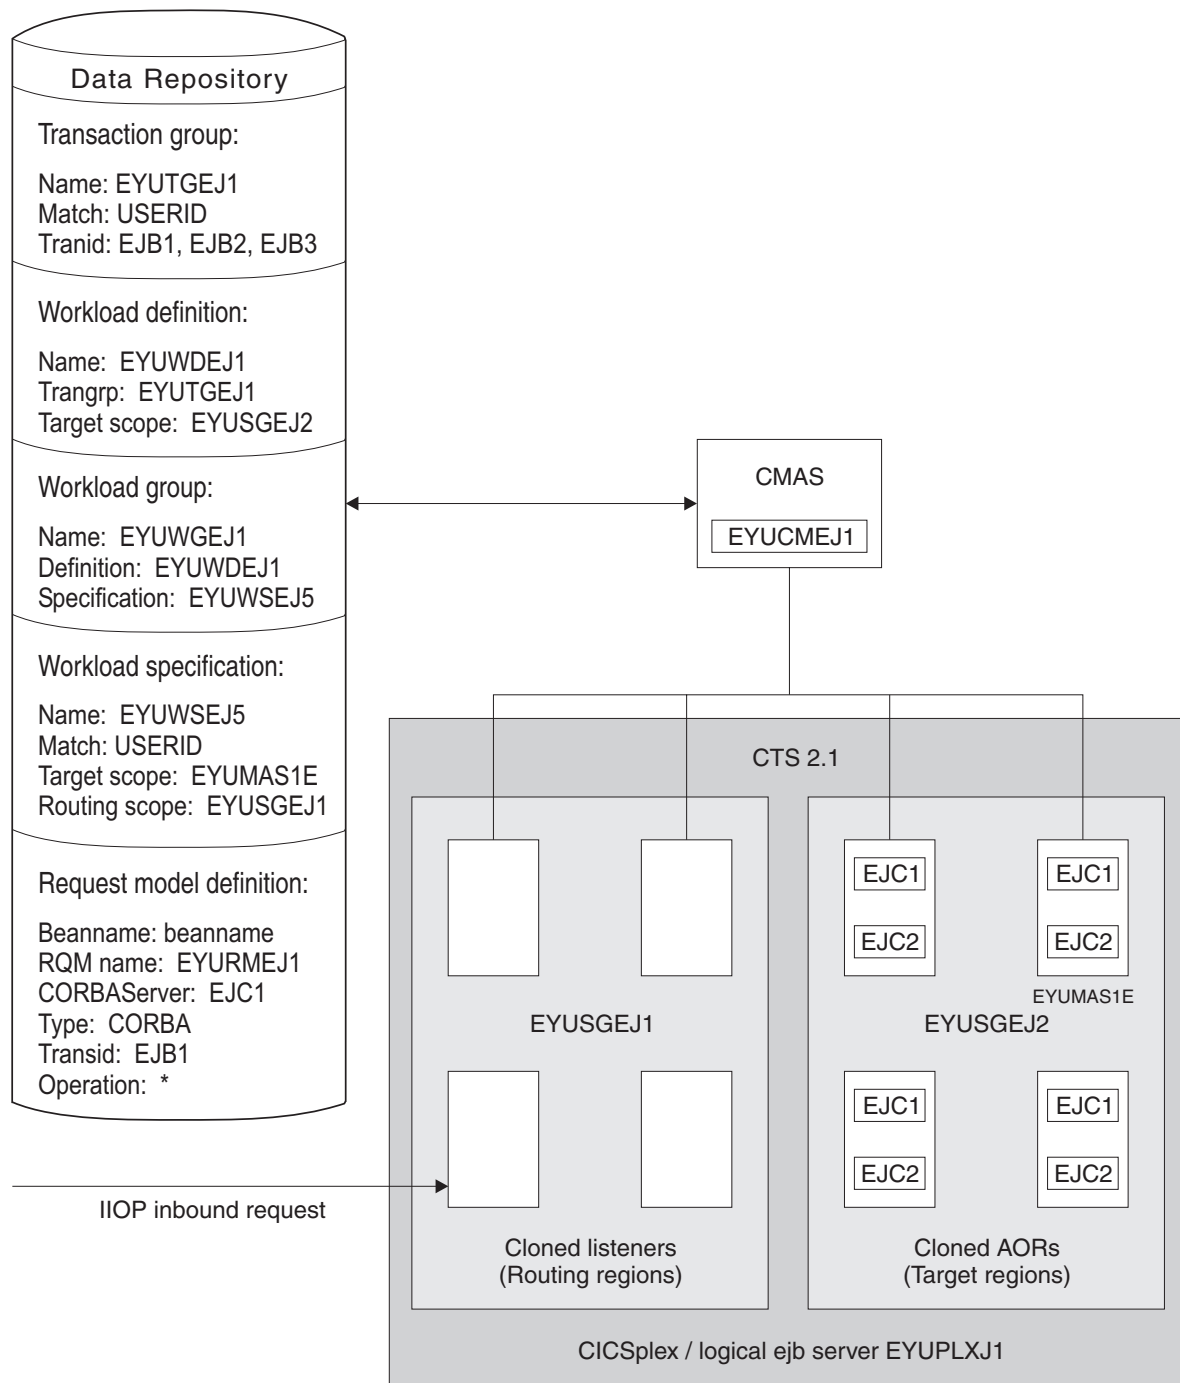 Data Repository
Transaction group:
Name: EYUTGEJ1
Match: USERID
Tranid: EJB1, EJB2, EJB3
Workload definition:
Name: EYUWDEJ1
Trangrp: EYUTGEJ1
Target scope: EYUSGEJ2
Workload group:
Name: EYUWGEJ1
Definition: EYUWDEJ1
Specification: EYUWSEJ5
Workload specification:
Name: EYUWSEJ5
Match: USERID
Target scope: EYUMAS1E
Routing scope: EYUSGEJ1
Request model definition:
Beanname: beanname
RQM name: EYURMEJ1
CORBAServer: EJC1
Type: CORBA
Transid: EJB1
Operation: *
IIOP inbound request
CMAS
EYUCMEJ1
CTS 2.1
EYUSGEJ1
Cloned listeners
(Routing regions)
EJC1
EJC2
EJC1
EJC2
EYUMAS1E
EYUSGEJ2
EJC1
EJC2
EJC1
EJC2
Cloned AORs
(Target regions)
CICSplex / logical ejb server EYUPLXJ1